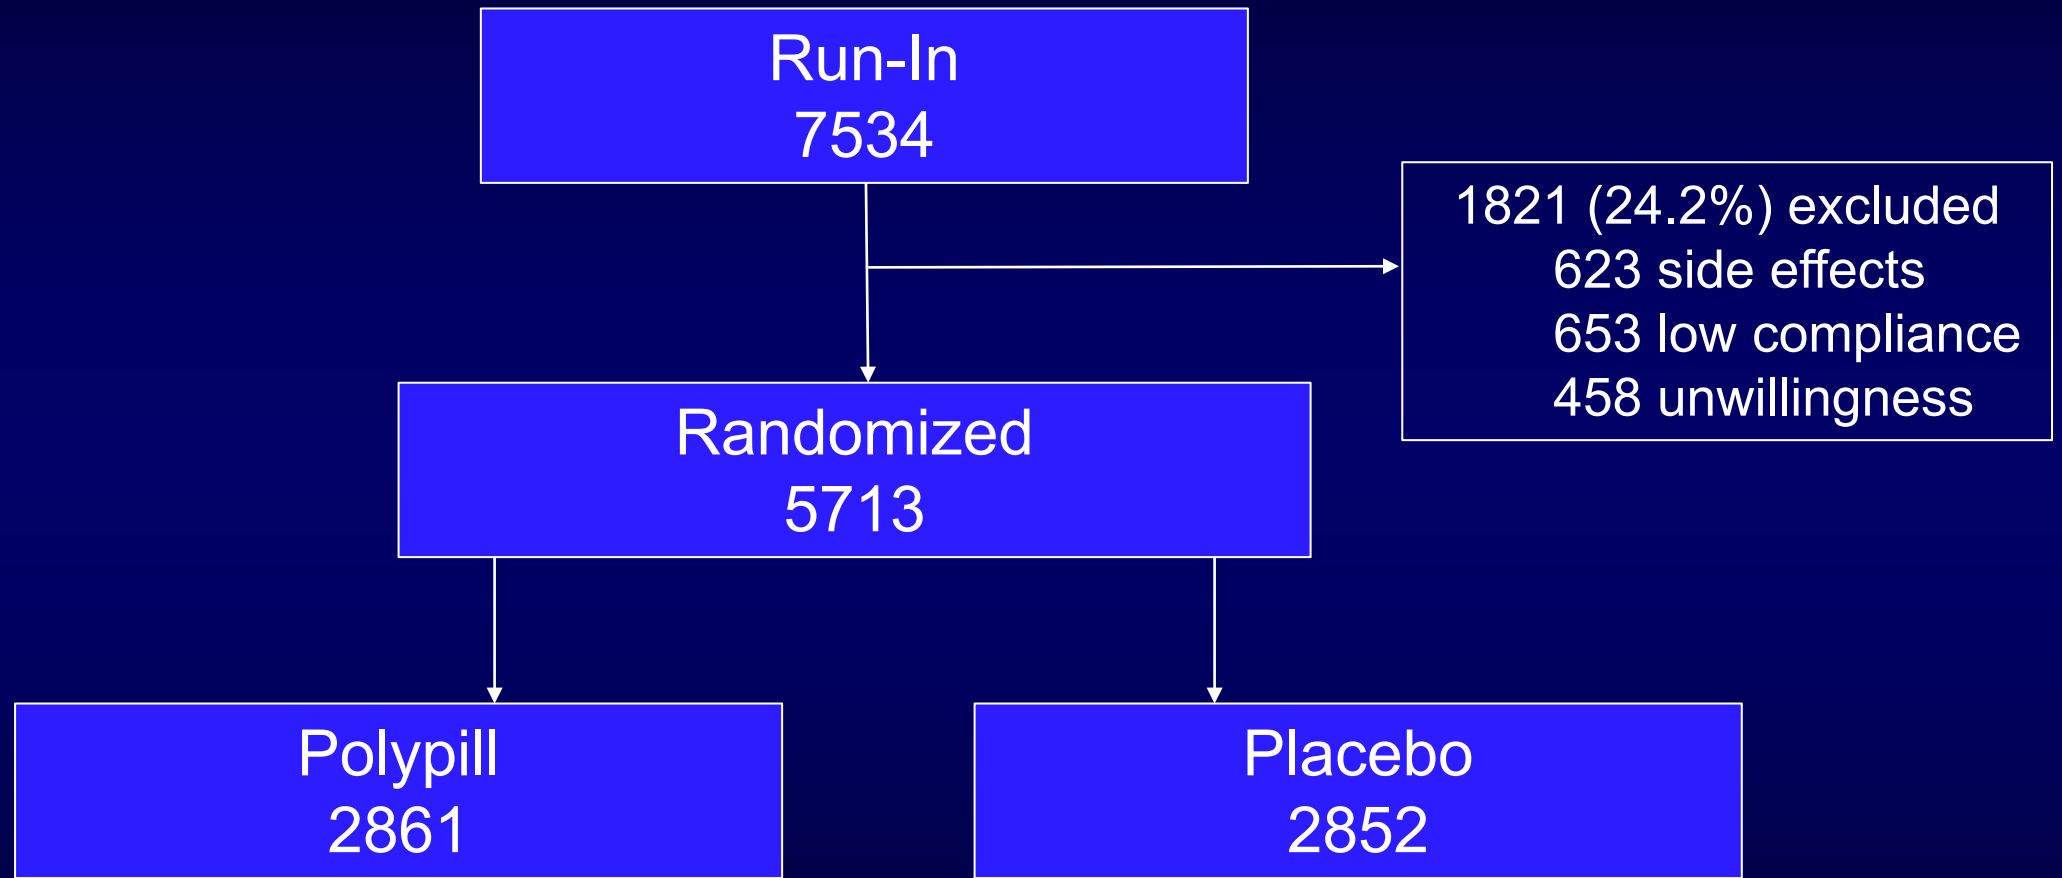 Run-In
7534
1821 (24.2%) excluded
623 side effects
653 low compliance
458 unwillingness
Randomized
5713
Polypill
2861
Placebo
2852